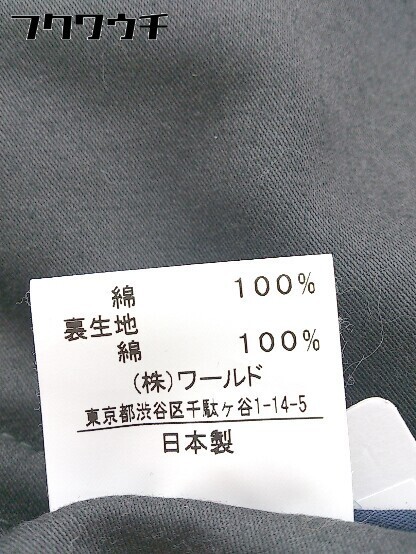 フクワウチ
綿 100%
裏生地
綿 100%
(株)ワールド
東京都渋谷区千駄ヶ谷1-14-5
日本製